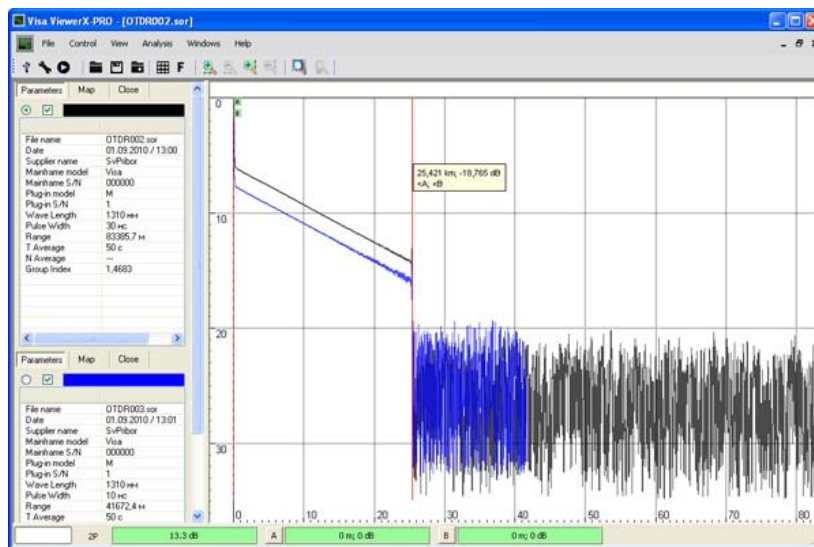 Visa ViewerX-PRO - [OTDR002.sor]
File Control View Analysis Windows Help
F
Parameters Map Close
File name OTDR002.sor
Date 01.09.2010 / 13:00
Supplier name SvPribor
Mainframe model Visa
Mainframe S/N 000000
Plug-in model M
Plug-in S/N 1
Wave Length 1310 нм
Pulse Width 30 нс
Range 83385,7 м
T Average 50 с
N Average ---
Group Index 1,4683
Parameters Map Close
File name OTDR003.sor
Date 01.09.2010 / 13:01
Supplier name SvPribor
Mainframe model Visa
Mainframe S/N 000000
Plug-in model M
Plug-in S/N 1
Wave Length 1310 нм
Pulse Width 10 нс
Range 41672,4 м
T Average 50 с
A
B
25,421 km; -18,765 dB
<A; <B
0
10
20
30
0 10 20 30 40 50 60 70 80
2P 13.3 dB A 0 m; 0 dB B 0 m; 0 dB